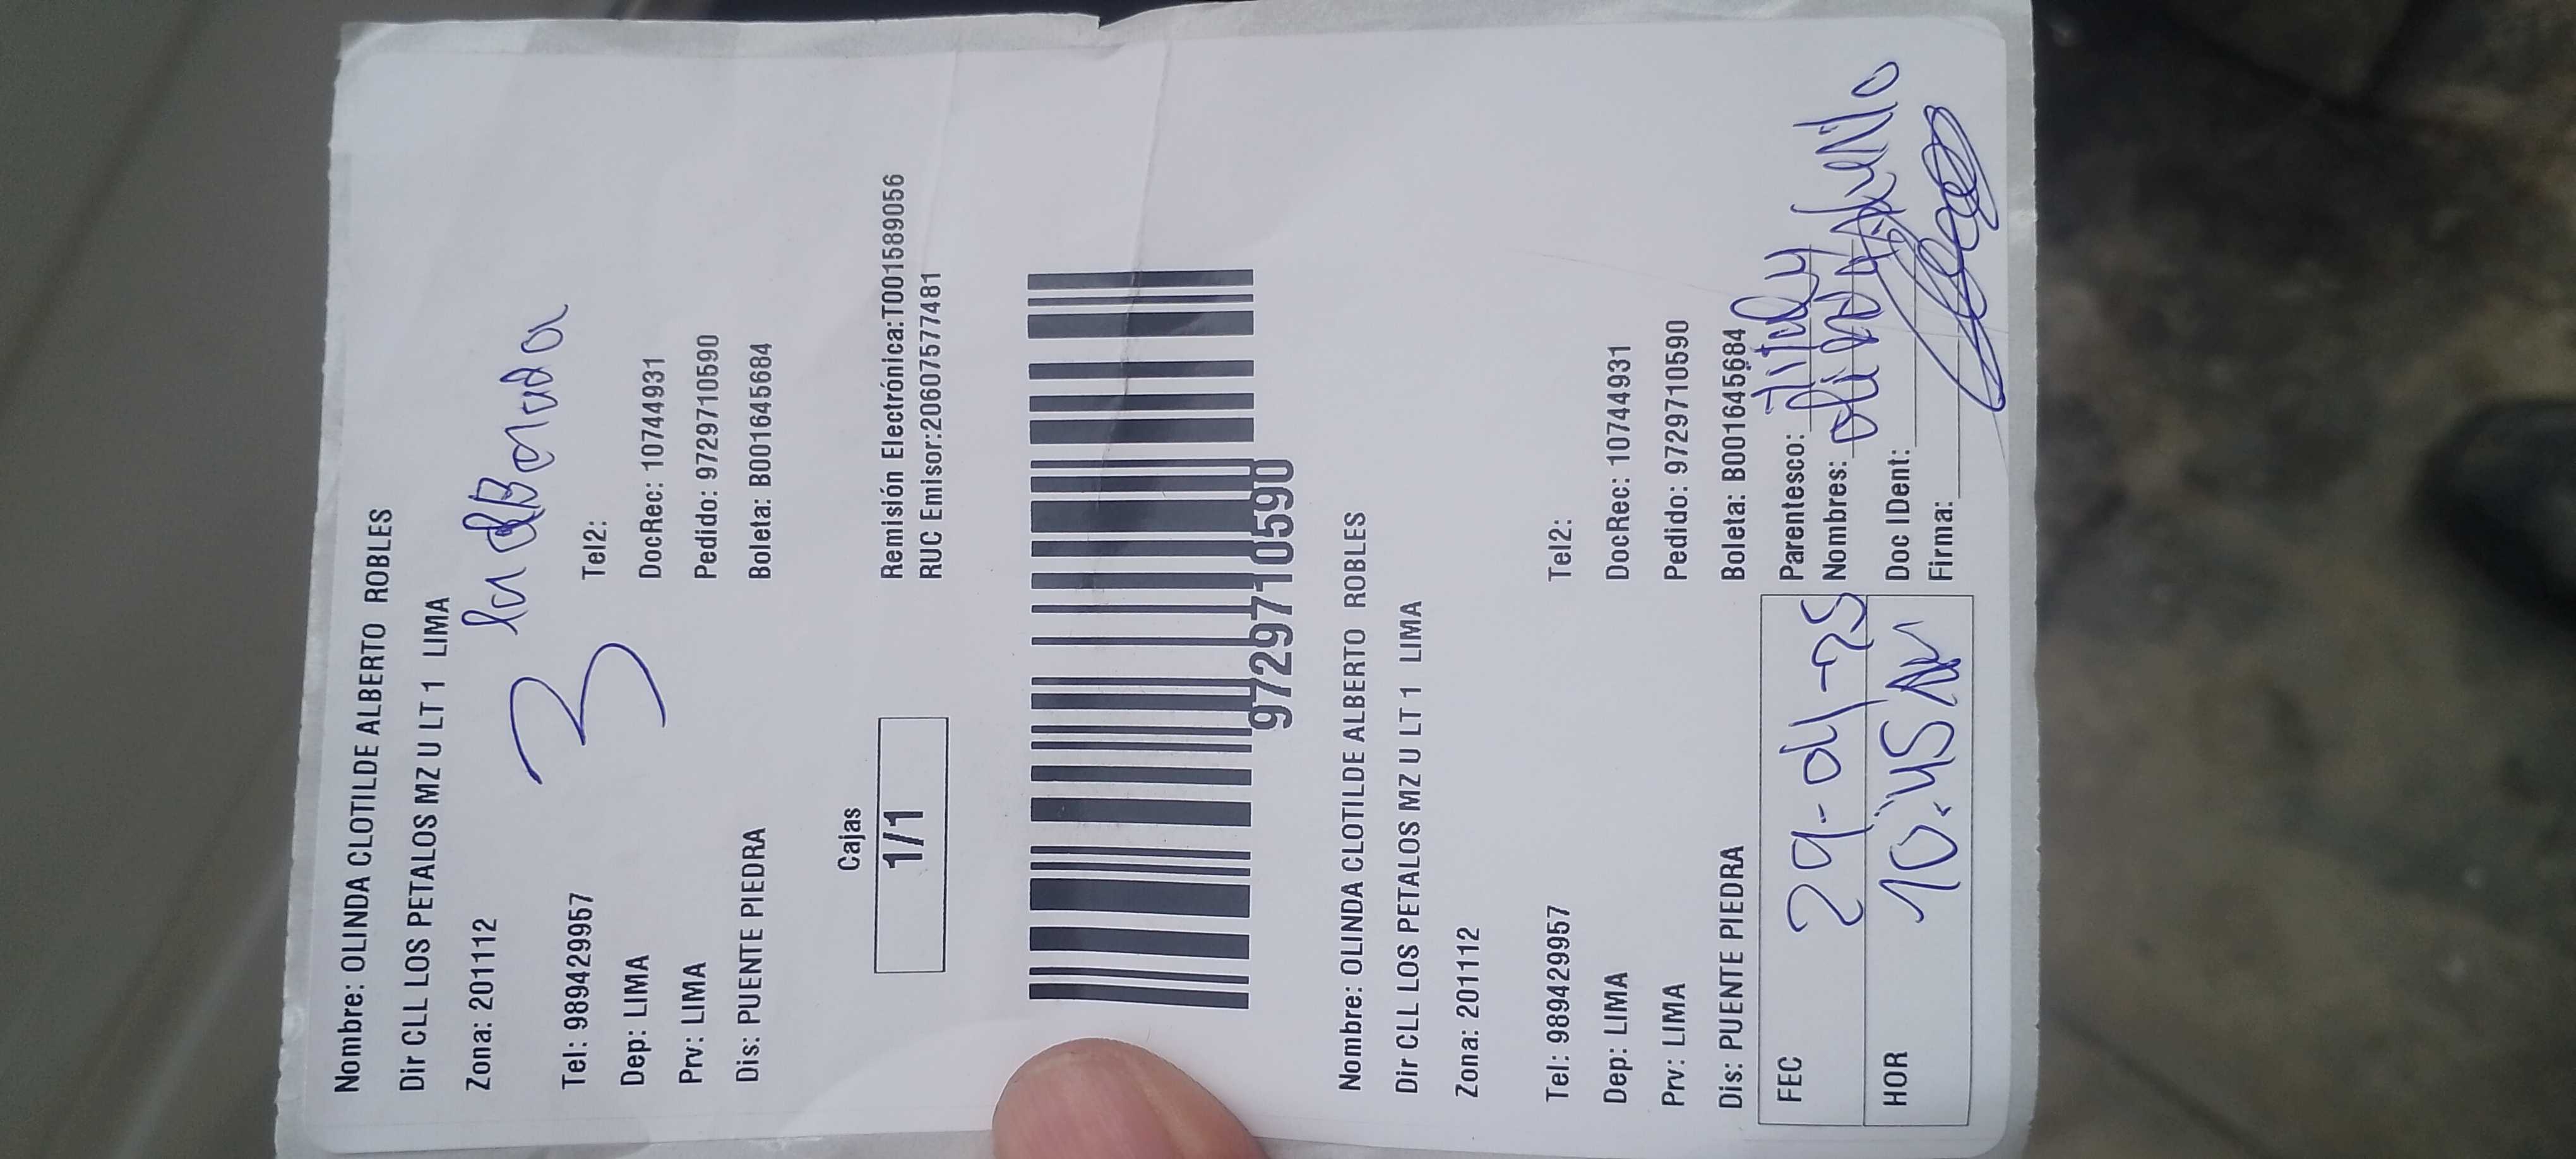 Nombre: OLINDA CLOTILDE ALBERTO ROBLES
Dir CLL LOS PETALOS MZ U LT 1 LIMA
Zona: 201112
3
Tel: 989429957 Tel2:
Dep: LIMA DocRec: 10744931
Prv: LIMA Pedido: 9729710590
Dis: PUENTE PIEDRA Boleta: B001645684
Cajas
1/1
Remisión Electrónica:T001589056
RUC Emisor:20607577481
9729710590
Nombre: OLINDA CLOTILDE ALBERTO ROBLES
Dir CLL LOS PETALOS MZ U LT 1 LIMA
Zona: 201112
Tel: 989429957 Tel2:
Dep: LIMA DocRec: 10744931
Prv: LIMA Pedido: 9729710590
Dis: PUENTE PIEDRA Boleta: B001645684
FEC 29-04-25 Parentesco:
Nombres:
HOR 10:45 AM Doc IDent:
Firma: